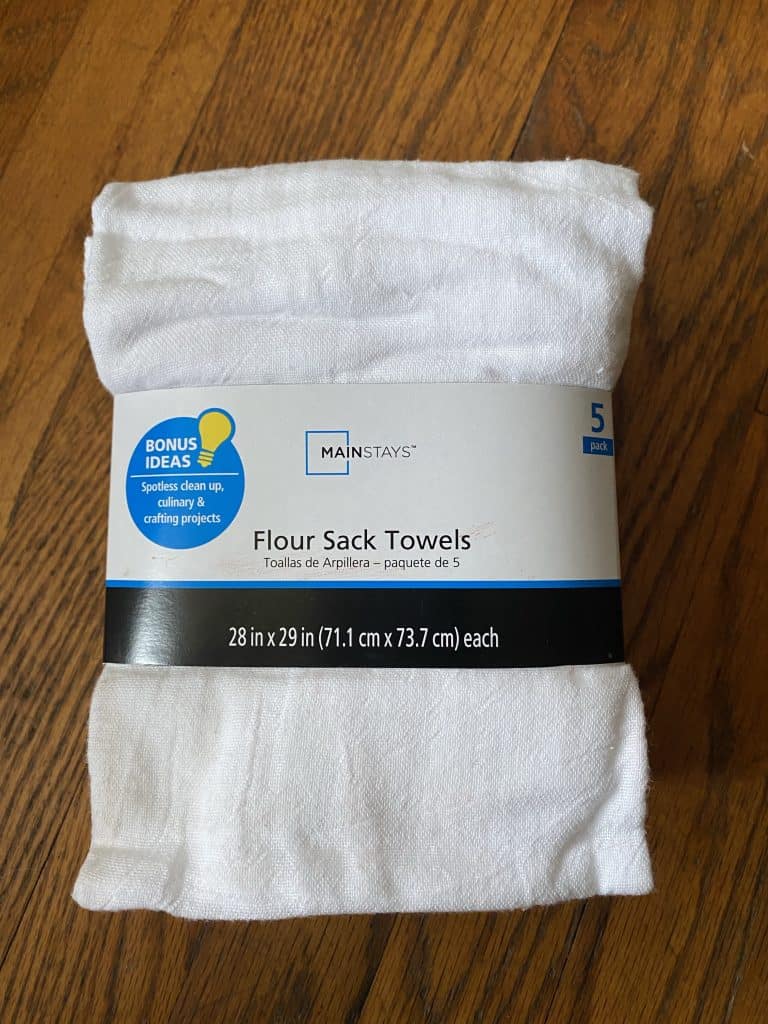 BONUS
IDEAS
Spotless clean up,
culinary &
crafting projects
MAINSTAYS™
5
pack
Flour Sack Towels
Toallas de Arpillera – paquete de 5
28 in x 29 in (71.1 cm x 73.7 cm) each